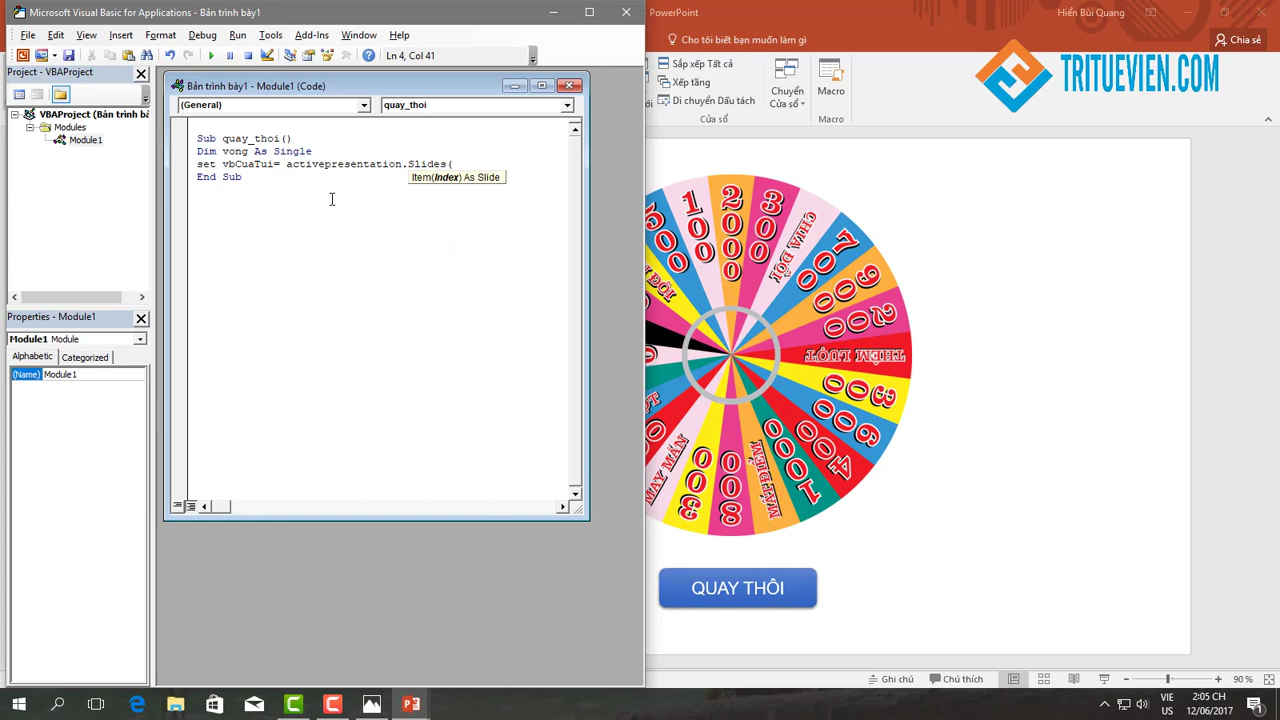 Microsoft Visual Basic for Applications - Bản trình bày1
File Edit View Insert Format Debug Run Tools Add-Ins Window Help
Ln 4, Col 41
Project - VBAProject
VBAProject (Bản trình bà
Modules
Module1
Properties - Module1
Module1 Module
Alphabetic Categorized
(Name) Module1
Bản trình bày1 - Module1 (Code)
(General) quay_thoi
Sub quay_thoi()
Dim vong As Single
set vbCuaTui= activepresentation.Slides(
Item(Index) As Slide
End Sub
PowerPoint
Hiển Bùi Quang
Cho tôi biết bạn muốn làm gì
Chia sẻ
TRITUEVIEN.COM
Sắp xếp Tất cả
Xếp tầng
Di chuyển Dấu tách
Chuyển Cửa sổ
Macro
Cửa sổ
Macro
500
100
2000
300
CHIA ĐÔI
700
900
200
THÊM LƯỢT
300
600
400
1000
MẤT ĐIỂM
800
300
MAY MẮN
QUAY THÔI
Ghi chú
Chú thích
90 %
VIE
US
2:05 CH
12/06/2017